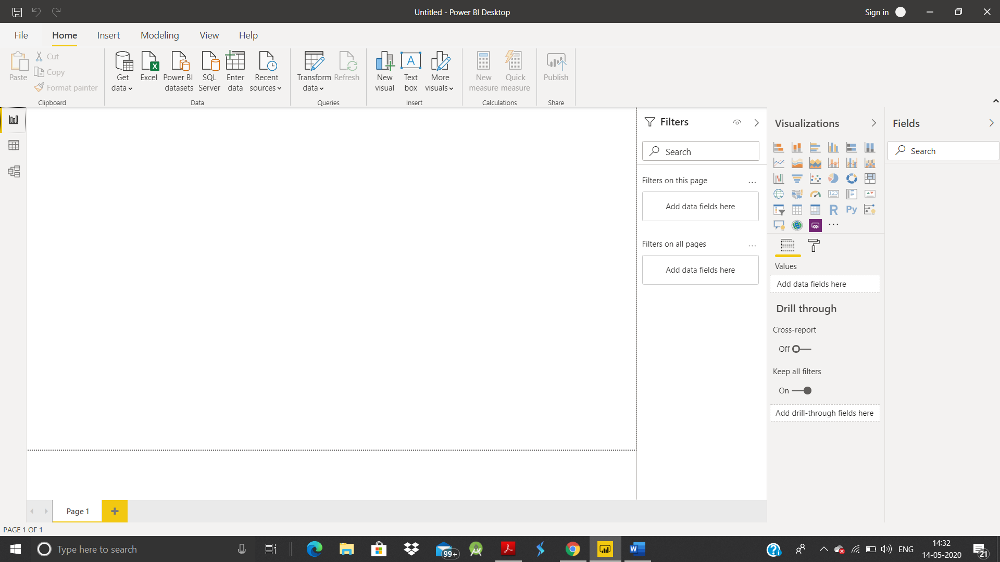 Untitled - Power BI Desktop
Sign in
File Home Insert Modeling View Help
Paste
Cut
Copy
Format painter
Clipboard
Get data
Excel
Power BI datasets
SQL Server
Enter data
Recent sources
Data
Transform data
Refresh
Queries
New visual
Text box
More visuals
Insert
New measure
Quick measure
Calculations
Publish
Share
Filters
Search
Filters on this page
...
Add data fields here
Filters on all pages
...
Add data fields here
Visualizations
123
R
Py
...
Values
Add data fields here
Drill through
Cross-report
Off
Keep all filters
On
Add drill-through fields here
Fields
Search
Page 1
PAGE 1 OF 1
Type here to search
99+
W
ENG
14:32
14-05-2020
21